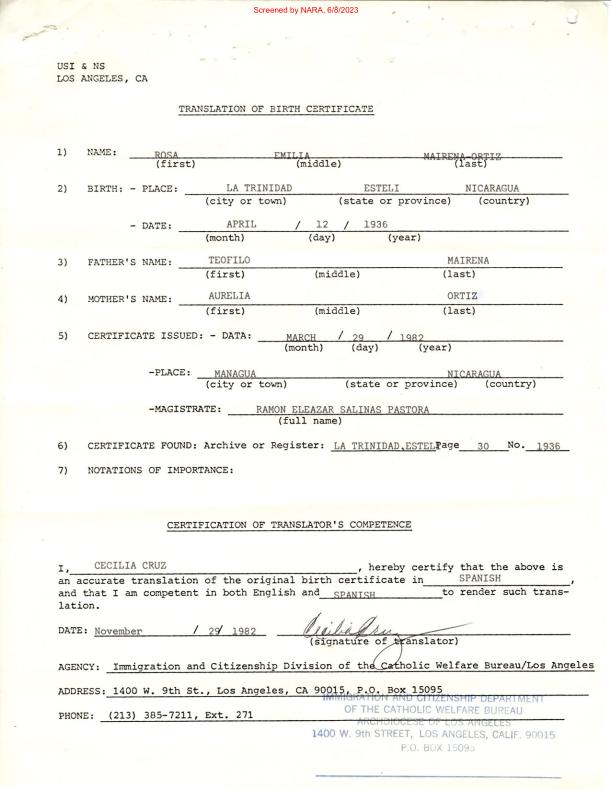 Screened by NARA, 6/8/2023
USI & NS
LOS ANGELES, CA
TRANSLATION OF BIRTH CERTIFICATE
1) NAME: ROSA EMILIA MAIRENA-ORTIZ
(first) (middle) (last)
2) BIRTH: - PLACE: LA TRINIDAD ESTELI NICARAGUA
(city or town) (state or province) (country)
- DATE: APRIL / 12 / 1936
(month) (day) (year)
3) FATHER'S NAME: TEOFILO MAIRENA
(first) (middle) (last)
4) MOTHER'S NAME: AURELIA ORTIZ
(first) (middle) (last)
5) CERTIFICATE ISSUED: - DATA: MARCH / 29 / 1982
(month) (day) (year)
-PLACE: MANAGUA NICARAGUA
(city or town) (state or province) (country)
-MAGISTRATE: RAMON ELEAZAR SALINAS PASTORA
(full name)
6) CERTIFICATE FOUND: Archive or Register: LA TRINIDAD,ESTELI Page 30 No. 1936
7) NOTATIONS OF IMPORTANCE:
CERTIFICATION OF TRANSLATOR'S COMPETENCE
I, CECILIA CRUZ, hereby certify that the above is
an accurate translation of the original birth certificate in SPANISH,
and that I am competent in both English and SPANISH to render such trans-
lation.
DATE: November / 29/ 1982 Cecilia Cruz
(signature of translator)
AGENCY: Immigration and Citizenship Division of the Catholic Welfare Bureau/Los Angeles
ADDRESS: 1400 W. 9th St., Los Angeles, CA 90015, P.O. Box 15095
IMMIGRATION AND CITIZENSHIP DEPARTMENT
OF THE CATHOLIC WELFARE BUREAU
PHONE: (213) 385-7211, Ext. 271
ARCHDIOCESE OF LOS ANGELES
1400 W. 9th STREET, LOS ANGELES, CALIF. 90015
P.O. BOX 15095